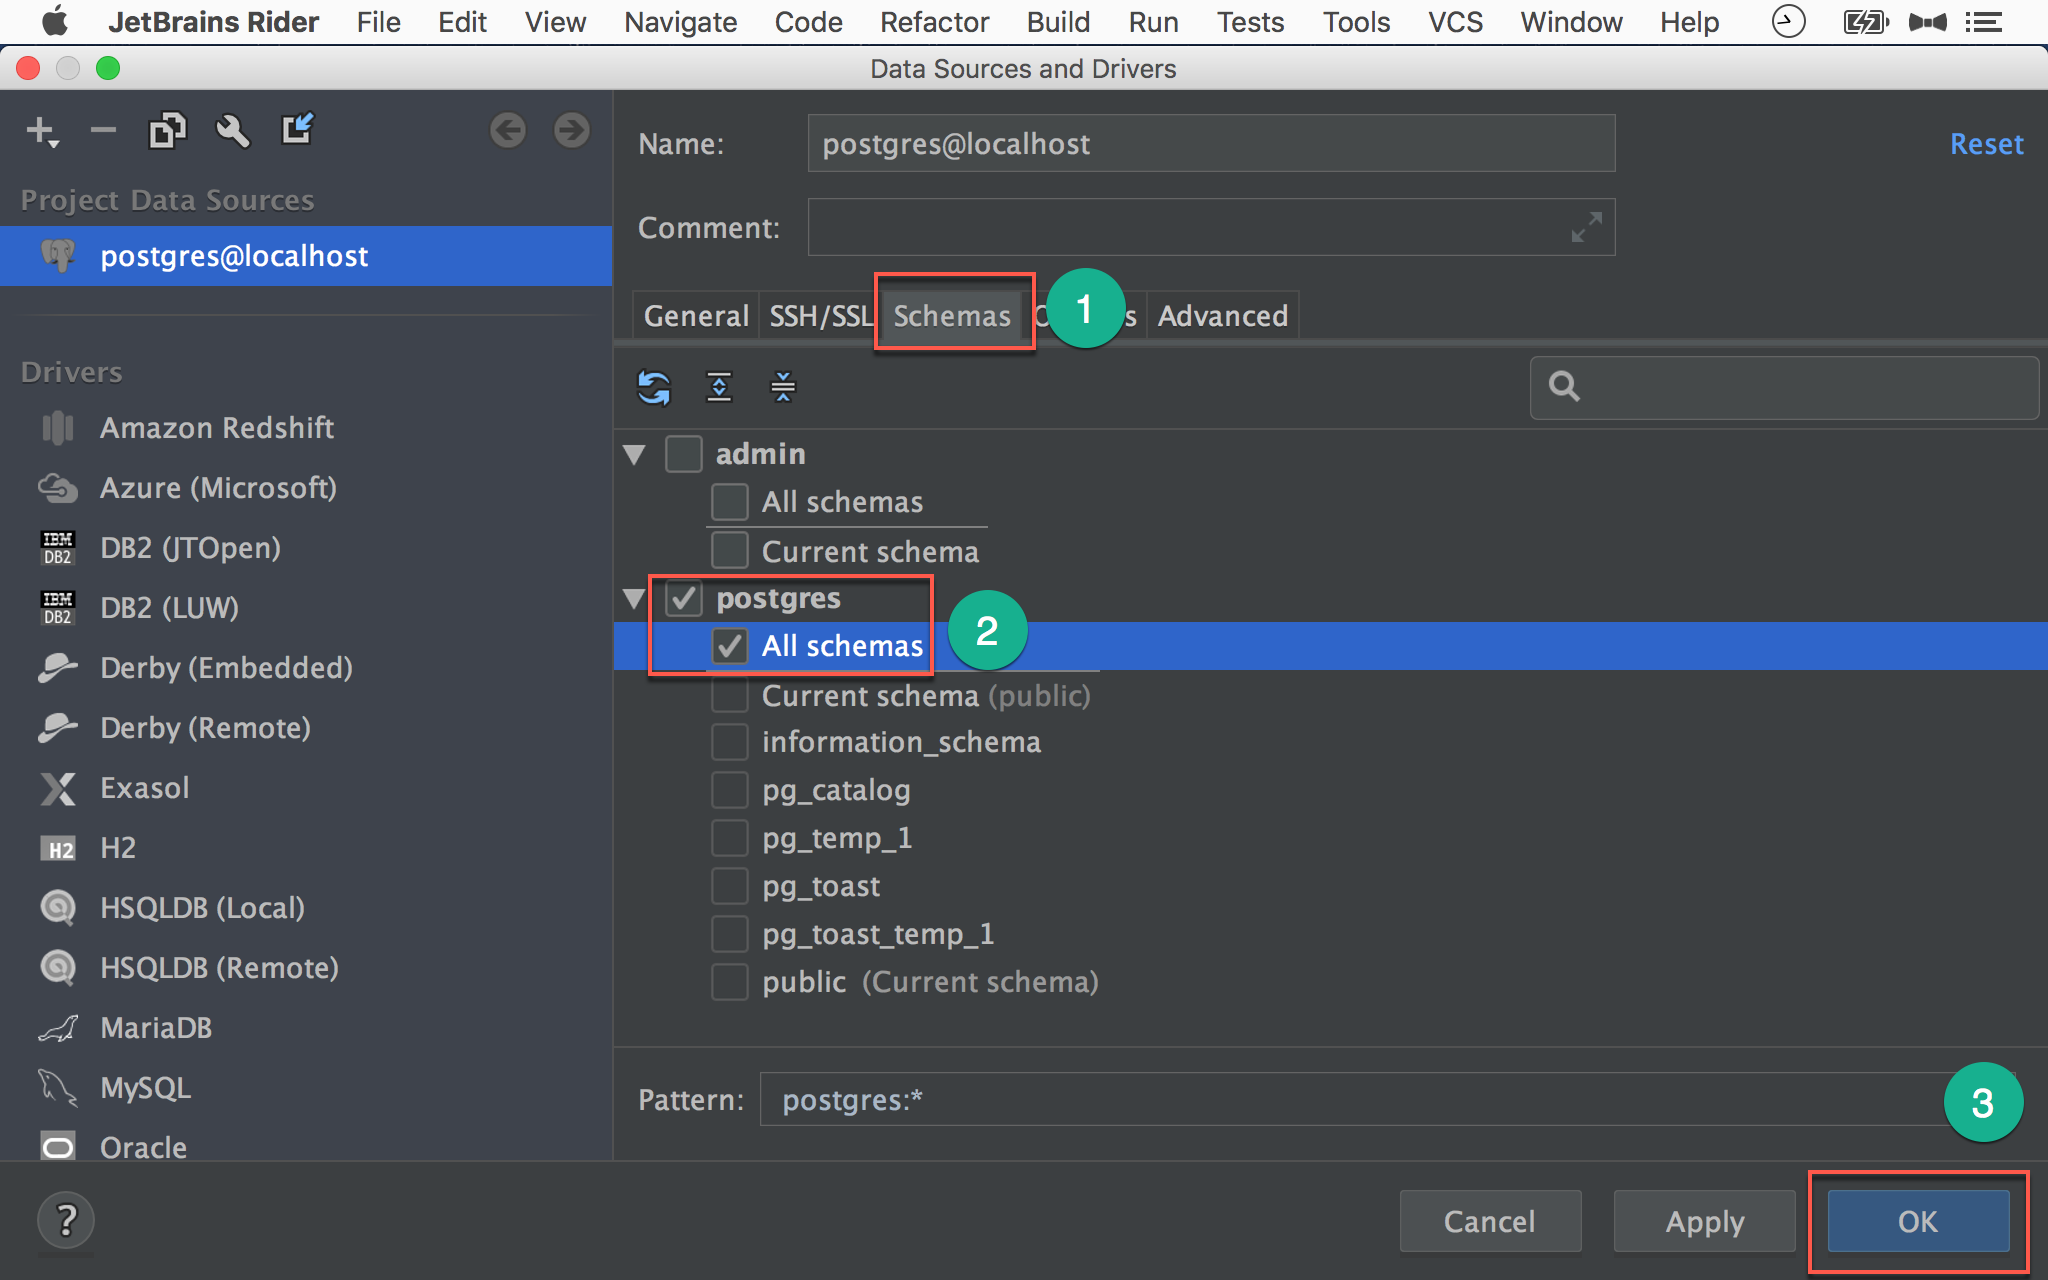 JetBrains Rider File Edit View Navigate Code Refactor Build Run Tests Tools VCS Window Help
Data Sources and Drivers
Project Data Sources
postgres@localhost
Drivers
Amazon Redshift
Azure (Microsoft)
IBM DB2 DB2 (JTOpen)
IBM DB2 DB2 (LUW)
Derby (Embedded)
Derby (Remote)
Exasol
H2 H2
HSQLDB (Local)
HSQLDB (Remote)
MariaDB
MySQL
Oracle
Name: postgres@localhost Reset
Comment:
General SSH/SSL Schemas 1 Advanced
admin
All schemas
Current schema
postgres
All schemas 2
Current schema (public)
information_schema
pg_catalog
pg_temp_1
pg_toast
pg_toast_temp_1
public (Current schema)
Pattern: postgres:* 3
? Cancel Apply OK